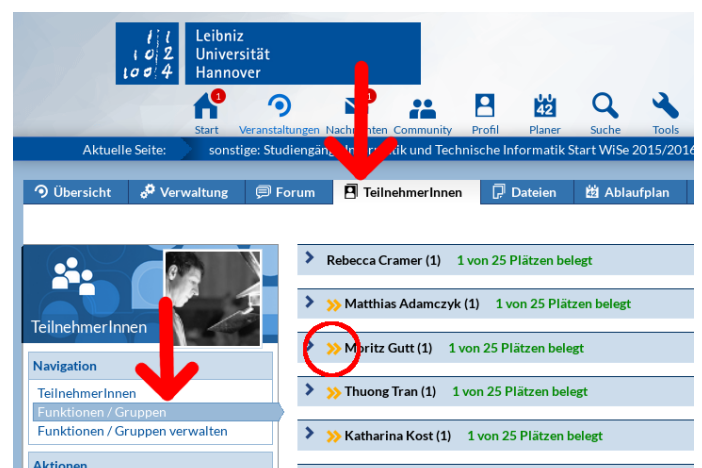 Leibniz
Universität
Hannover
1 1
Start Veranstaltungen Nachrichten Community Profil Planer Suche Tools
42
Aktuelle Seite: sonstige: Studiengänge Informatik und Technische Informatik Start WiSe 2015/2016
Übersicht Verwaltung Forum TeilnehmerInnen Dateien Ablaufplan
TeilnehmerInnen
Navigation
TeilnehmerInnen
Funktionen / Gruppen
Funktionen / Gruppen verwalten
Aktionen
Rebecca Cramer (1) 1 von 25 Plätzen belegt
Matthias Adamczyk (1) 1 von 25 Plätzen belegt
Moritz Gutt (1) 1 von 25 Plätzen belegt
Thuong Tran (1) 1 von 25 Plätzen belegt
Katharina Kost (1) 1 von 25 Plätzen belegt